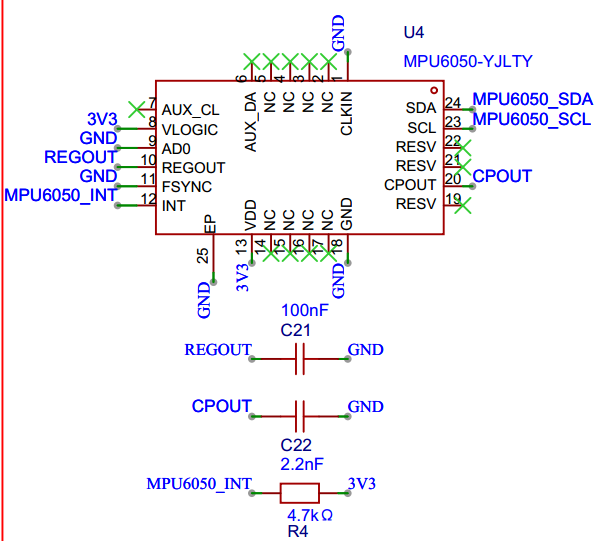 U4
MPU6050-YJLTY
GND
6
5
4
3
2
1
AUX_DA
NC
NC
NC
NC
CLKIN
7
AUX_CL
3V3
8
VLOGIC
GND
9
AD0
REGOUT
10
REGOUT
GND
11
FSYNC
MPU6050_INT
12
INT
SDA
24
MPU6050_SDA
SCL
23
MPU6050_SCL
RESV
22
RESV
21
CPOUT
20
CPOUT
RESV
19
EP
VDD
NC
NC
NC
NC
GND
25
13
14
15
16
17
18
GND
3V3
GND
100nF
C21
REGOUT
GND
CPOUT
GND
C22
2.2nF
MPU6050_INT
3V3
4.7kΩ
R4